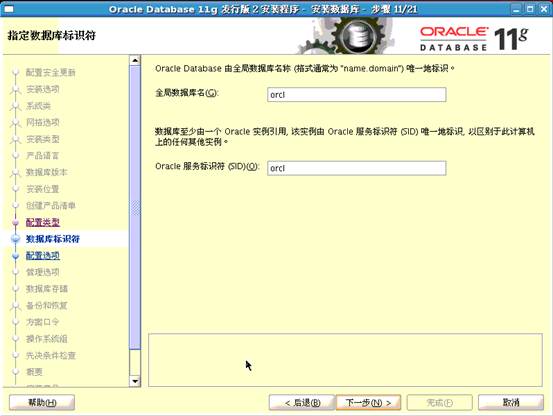 Oracle Database 11g 发行版 2 安装程序 - 安装数据库 - 步骤 11/21
指定数据库标识符
ORACLE
DATABASE 11g
配置安全更新
安装选项
系统类
网格选项
安装类型
产品语言
数据库版本
安装位置
创建产品清单
配置类型
数据库标识符
配置选项
管理选项
数据库存储
备份和恢复
方案口令
操作系统组
先决条件检查
概要
Oracle Database 由全局数据库名称 (格式通常为 "name.domain") 唯一地标识。
全局数据库名(G): orcl
数据库至少由一个 Oracle 实例引用, 该实例由 Oracle 服务标识符 (SID) 唯一地标识, 以区别于此计算机
上的任何其他实例。
Oracle 服务标识符 (SID)(O): orcl
帮助(H) < 后退(B) 下一步(N) > 完成(F) 取消